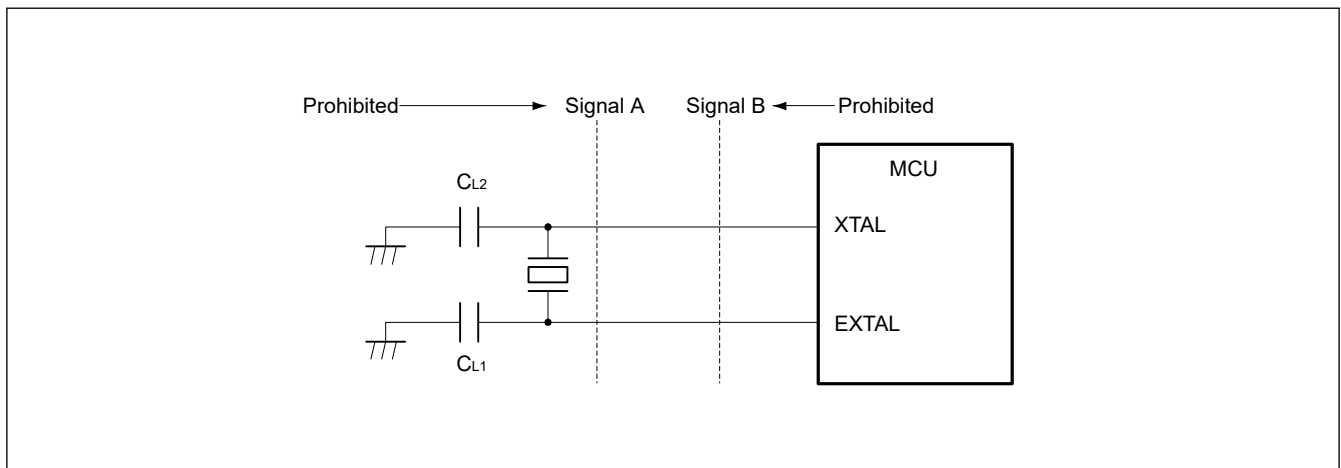 Prohibited Signal A Signal B Prohibited
MCU
CL2
XTAL
EXTAL
CL1